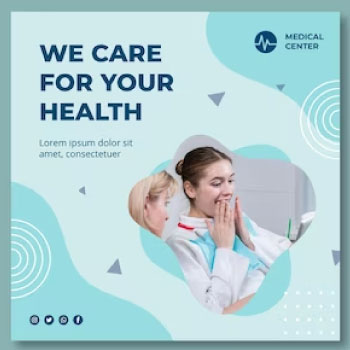 WE CARE
FOR YOUR
HEALTH
MEDICAL
CENTER
Lorem ipsum dolor sit
amet, consectetuer